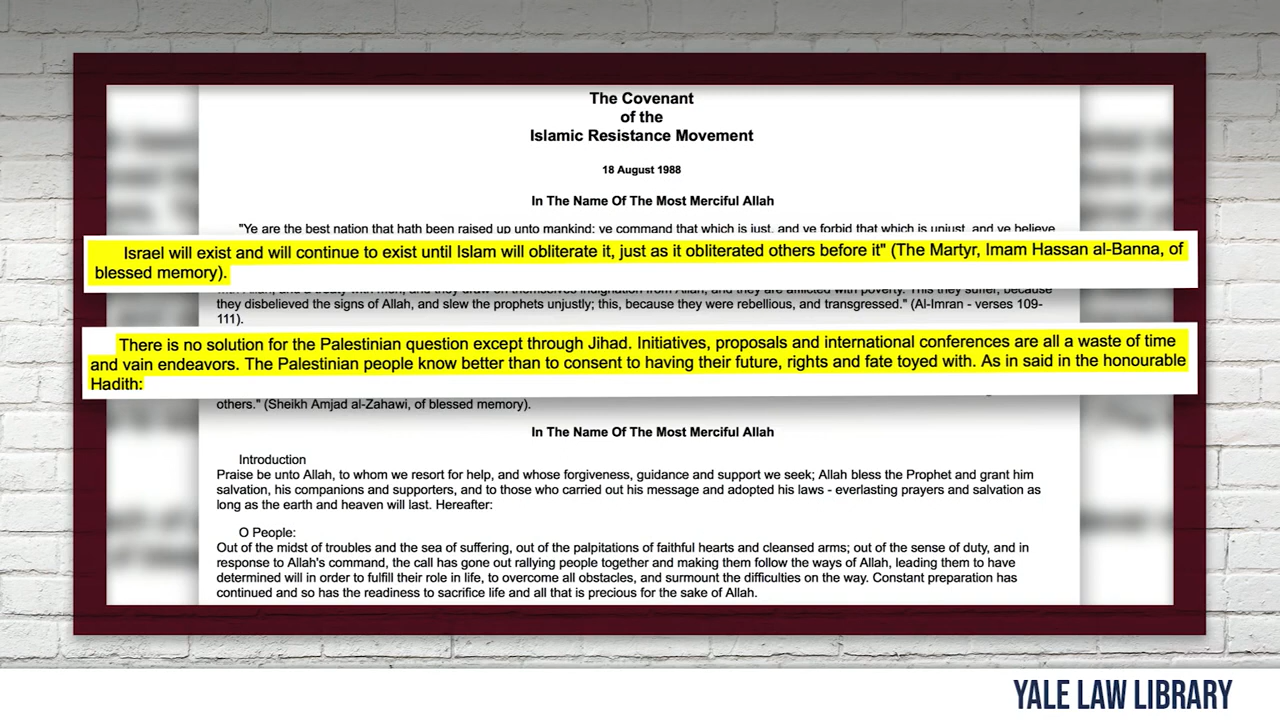 The Covenant
of the
Islamic Resistance Movement
18 August 1988
In The Name Of The Most Merciful Allah
"Ye are the best nation that hath been raised up unto mankind: ye command that which is just, and ye forbid that which is unjust, and ye believe
Israel will exist and will continue to exist until Islam will obliterate it, just as it obliterated others before it" (The Martyr, Imam Hassan al-Banna, of
blessed memory).
they disbelieved the signs of Allah, and slew the prophets unjustly; this, because they were rebellious, and transgressed." (Al-Imran - verses 109-
111).
There is no solution for the Palestinian question except through Jihad. Initiatives, proposals and international conferences are all a waste of time
and vain endeavors. The Palestinian people know better than to consent to having their future, rights and fate toyed with. As in said in the honourable
Hadith:
others." (Sheikh Amjad al-Zahawi, of blessed memory).
In The Name Of The Most Merciful Allah
Introduction
Praise be unto Allah, to whom we resort for help, and whose forgiveness, guidance and support we seek; Allah bless the Prophet and grant him
salvation, his companions and supporters, and to those who carried out his message and adopted his laws - everlasting prayers and salvation as
long as the earth and heaven will last. Hereafter:
O People:
Out of the midst of troubles and the sea of suffering, out of the palpitations of faithful hearts and cleansed arms; out of the sense of duty, and in
response to Allah's command, the call has gone out rallying people together and making them follow the ways of Allah, leading them to have
determined will in order to fulfill their role in life, to overcome all obstacles, and surmount the difficulties on the way. Constant preparation has
continued and so has the readiness to sacrifice life and all that is precious for the sake of Allah.
YALE LAW LIBRARY